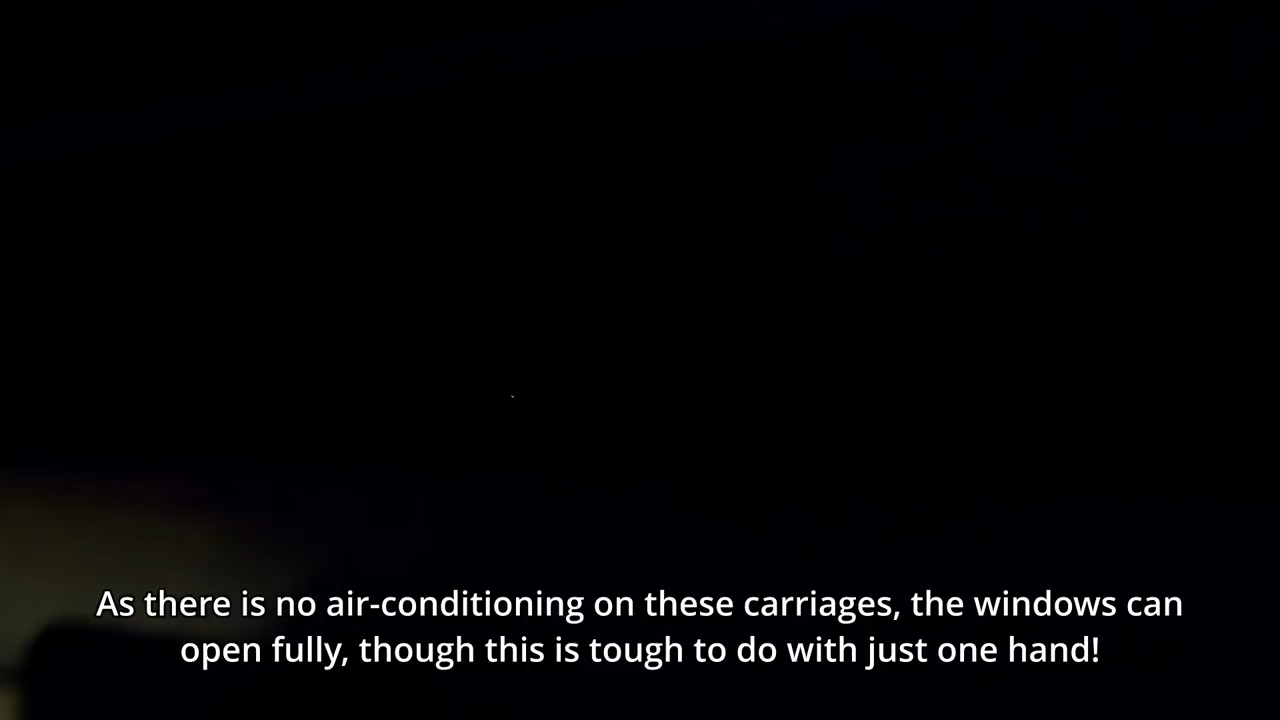 As there is no air-conditioning on these carriages, the windows can
open fully, though this is tough to do with just one hand!